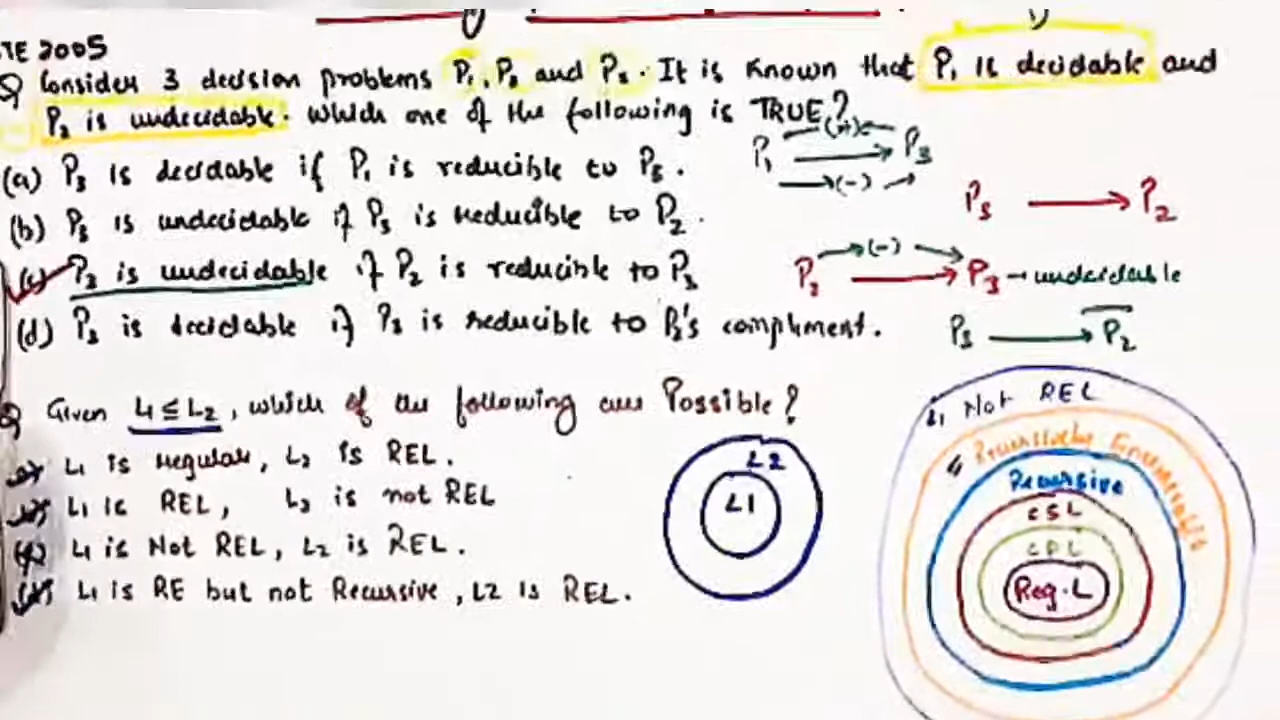 TE 2005
Q Consider 3 decision problems P1, P2 and P3. It is known that P1 is decidable and
P2 is undecidable. which one of the following is TRUE?
(a) P3 is decidable if P1 is reducible to P3.
(b) P3 is undecidable if P3 is reducible to P2.
(c) P3 is undecidable if P2 is reducible to P3
(d) P3 is decidable if P3 is reducible to P2's compliment.
P1 → P3
(+)
(-)
P3 → P2
(-)
P2 → P3 → undecidable
P3 → P̅2
Q Given L1 ≤ L2, which of the following are Possible?
L1 is regular, L2 is REL.
L1 is REL, L2 is not REL
L1 is Not REL, L2 is REL.
L1 is RE but not Recursive, L2 is REL.
L2
L1
L1 Not REL
Recursively Enumerable
Recursive
CSL
CFL
Reg.L